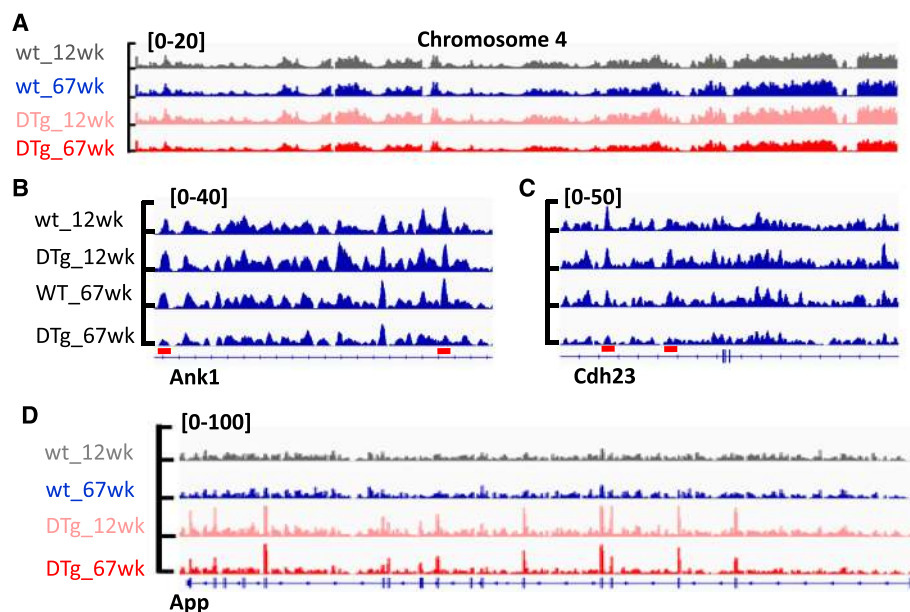 A
[0-20] Chromosome 4
wt_12wk
wt_67wk
DTg_12wk
DTg_67wk
B
[0-40]
wt_12wk
DTg_12wk
WT_67wk
DTg_67wk
Ank1
C
[0-50]
Cdh23
D
[0-100]
wt_12wk
wt_67wk
DTg_12wk
DTg_67wk
App